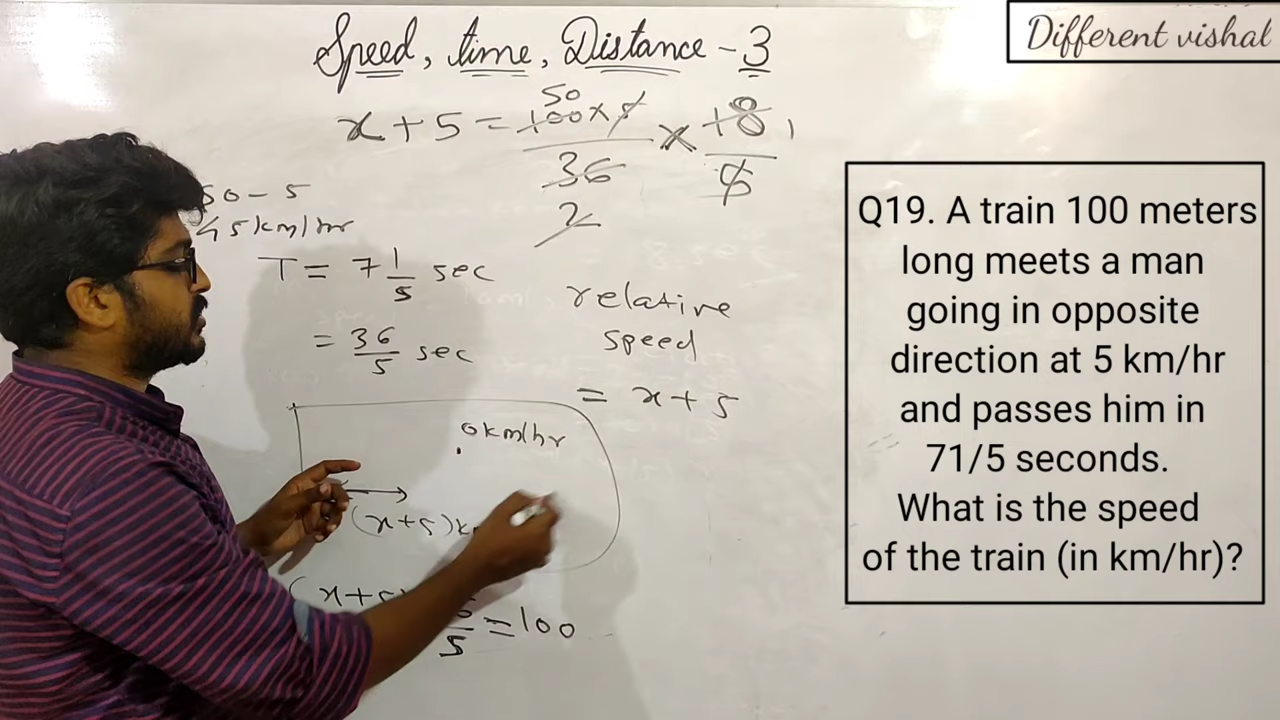 Different vishal
Speed, time, Distance - 3
x + 5 = 100 x 5 / 36 x 18 / 5
50
1
2
50 - 5
45 km/hr
T = 7 1/5 sec
= 36/5 sec
relative
speed
= x + 5
0 km/hr
(x+5)
5 = 100
Q19. A train 100 meters
long meets a man
going in opposite
direction at 5 km/hr
and passes him in
71/5 seconds.
What is the speed
of the train (in km/hr)?